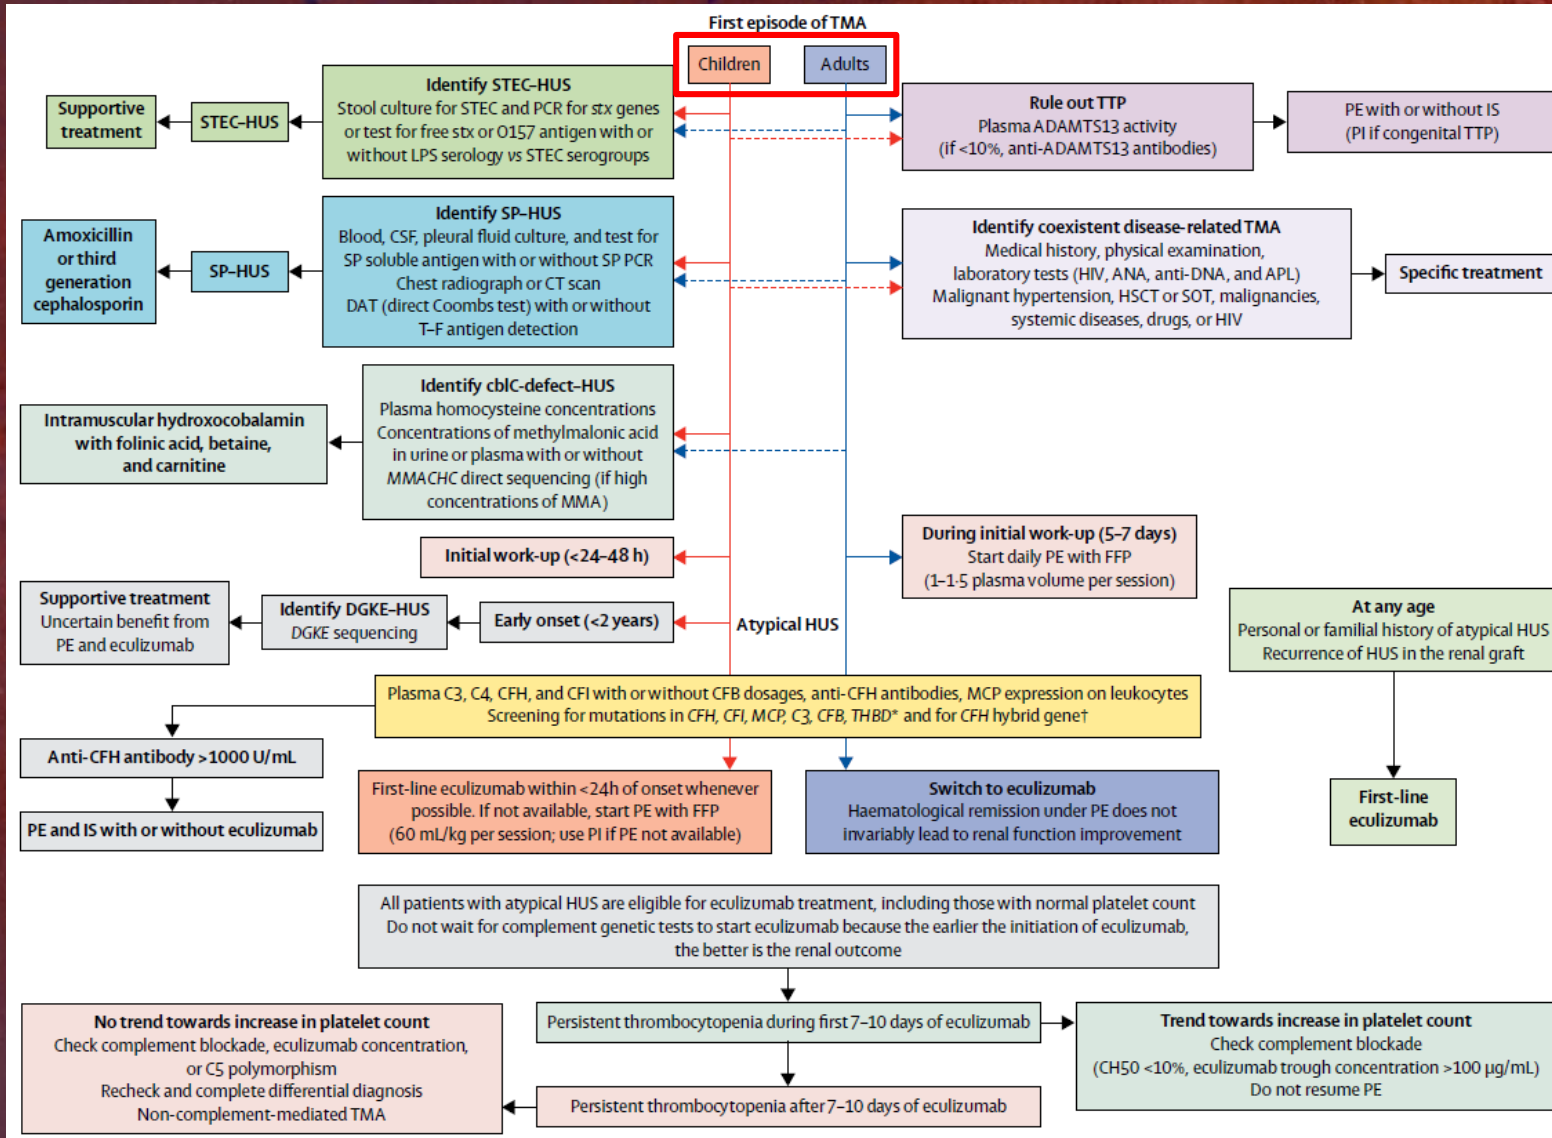 First episode of TMA
Children
Adults
Identify STEC–HUS
Stool culture for STEC and PCR for stx genes
or test for free stx or O157 antigen with or
without LPS serology vs STEC serogroups
STEC–HUS
Supportive
treatment
Rule out TTP
Plasma ADAMTS13 activity
(if <10%, anti-ADAMTS13 antibodies)
PE with or without IS
(PI if congenital TTP)
Identify SP–HUS
Blood, CSF, pleural fluid culture, and test for
SP soluble antigen with or without SP PCR
Chest radiograph or CT scan
DAT (direct Coombs test) with or without
T–F antigen detection
SP–HUS
Amoxicillin
or third
generation
cephalosporin
Identify coexistent disease-related TMA
Medical history, physical examination,
laboratory tests (HIV, ANA, anti-DNA, and APL)
Malignant hypertension, HSCT or SOT, malignancies,
systemic diseases, drugs, or HIV
Specific treatment
Identify cblC-defect–HUS
Plasma homocysteine concentrations
Concentrations of methylmalonic acid
in urine or plasma with or without
MMACHC direct sequencing (if high
concentrations of MMA)
Intramuscular hydroxocobalamin
with folinic acid, betaine,
and carnitine
Initial work-up (<24–48 h)
During initial work-up (5–7 days)
Start daily PE with FFP
(1–1·5 plasma volume per session)
Supportive treatment
Uncertain benefit from
PE and eculizumab
Identify DGKE–HUS
DGKE sequencing
Early onset (<2 years)
Atypical HUS
At any age
Personal or familial history of atypical HUS
Recurrence of HUS in the renal graft
Plasma C3, C4, CFH, and CFI with or without CFB dosages, anti-CFH antibodies, MCP expression on leukocytes
Screening for mutations in CFH, CFI, MCP, C3, CFB, THBD* and for CFH hybrid gene†
Anti-CFH antibody >1000 U/mL
PE and IS with or without eculizumab
First-line eculizumab within <24h of onset whenever
possible. If not available, start PE with FFP
(60 mL/kg per session; use PI if PE not available)
Switch to eculizumab
Haematological remission under PE does not
invariably lead to renal function improvement
First-line
eculizumab
All patients with atypical HUS are eligible for eculizumab treatment, including those with normal platelet count
Do not wait for complement genetic tests to start eculizumab because the earlier the initiation of eculizumab,
the better is the renal outcome
No trend towards increase in platelet count
Check complement blockade, eculizumab concentration,
or C5 polymorphism
Recheck and complete differential diagnosis
Non-complement-mediated TMA
Persistent thrombocytopenia during first 7–10 days of eculizumab
Persistent thrombocytopenia after 7–10 days of eculizumab
Trend towards increase in platelet count
Check complement blockade
(CH50 <10%, eculizumab trough concentration >100 µg/mL)
Do not resume PE